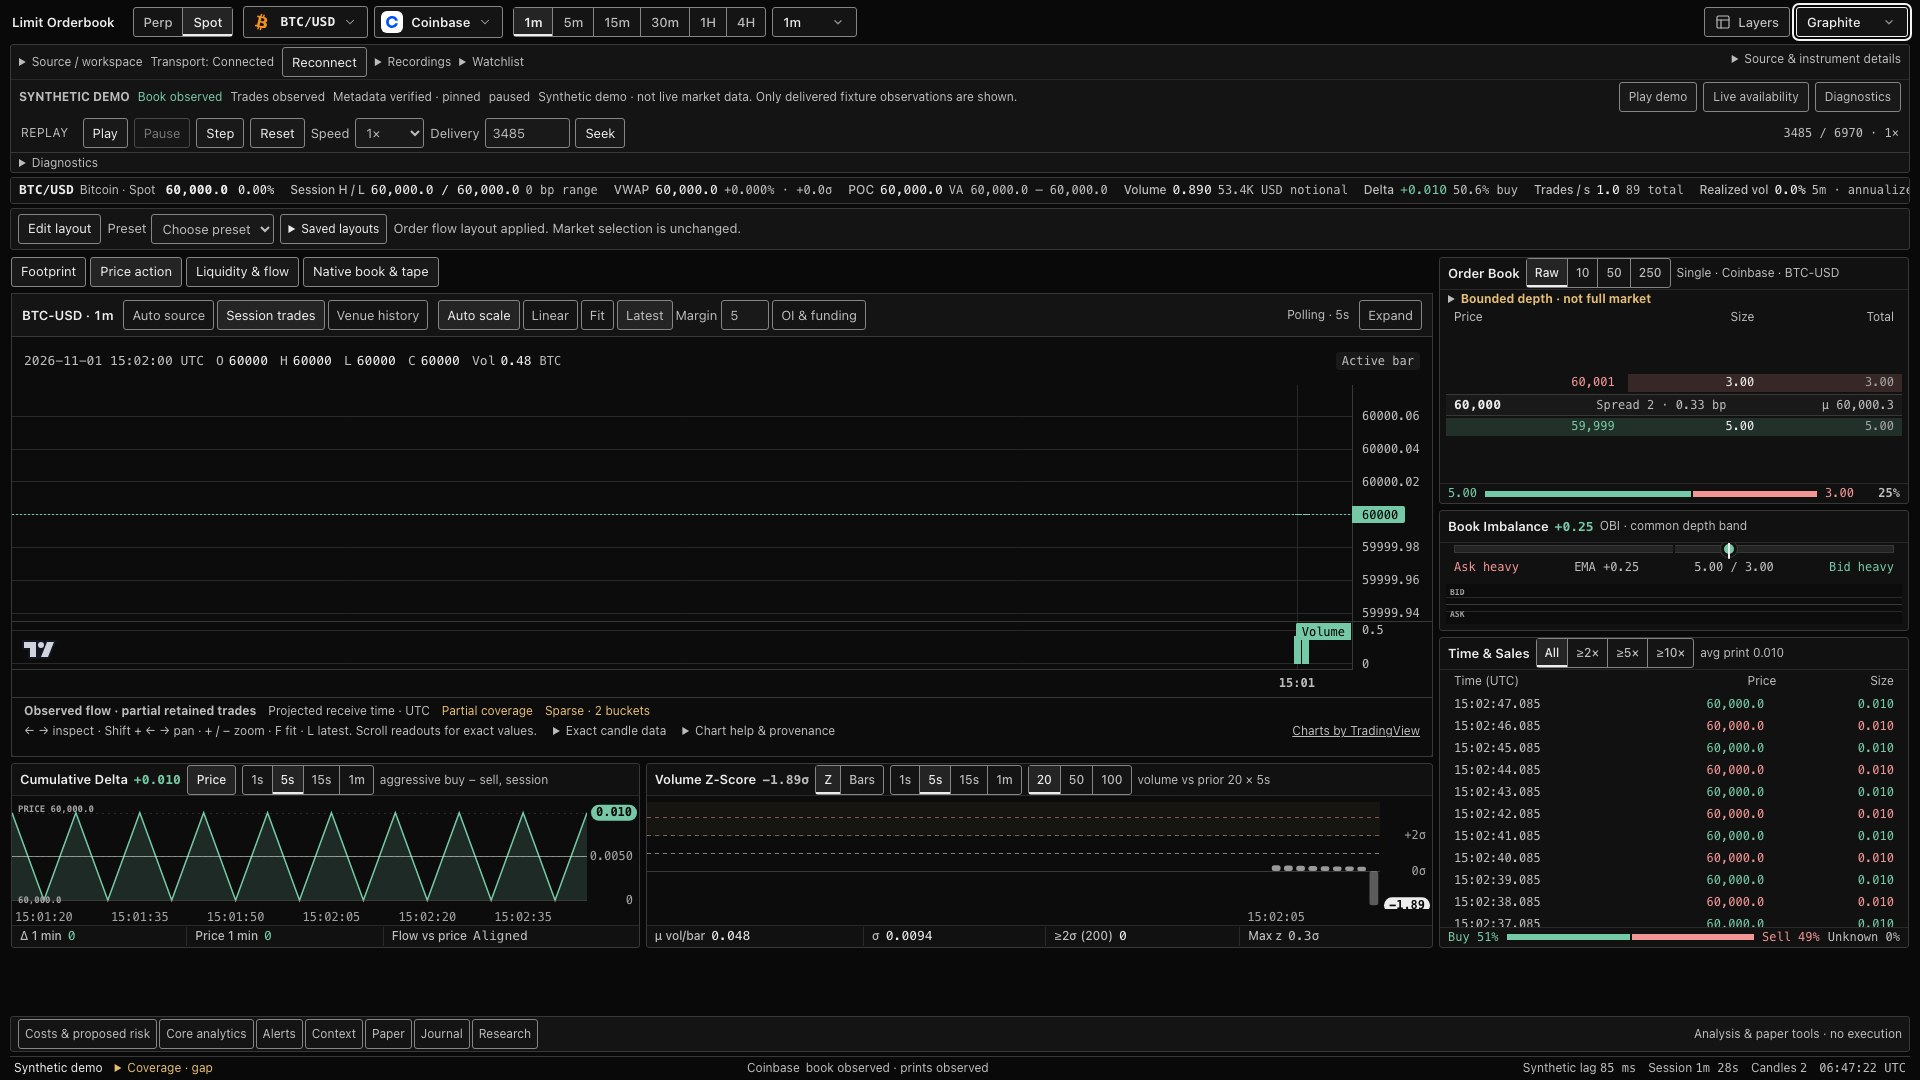 Limit Orderbook Perp Spot BTC/USD Coinbase 1m 5m 15m 30m 1H 4H 1m Layers Graphite
Source / workspace Transport: Connected Reconnect Recordings Watchlist Source & instrument details
SYNTHETIC DEMO Book observed Trades observed Metadata verified · pinned paused Synthetic demo · not live market data. Only delivered fixture observations are shown. Play demo Live availability Diagnostics
REPLAY Play Pause Step Reset Speed 1× Delivery 3485 Seek 3485 / 6970 · 1×
Diagnostics
BTC/USD Bitcoin · Spot 60,000.0 0.00% Session H / L 60,000.0 / 60,000.0 0 bp range VWAP 60,000.0 +0.000% · +0.0σ POC 60,000.0 VA 60,000.0 – 60,000.0 Volume 0.890 53.4K USD notional Delta +0.010 50.6% buy Trades / s 1.0 89 total Realized vol 0.0% 5m · annualize
Edit layout Preset Choose preset Saved layouts Order flow layout applied. Market selection is unchanged.
Footprint Price action Liquidity & flow Native book & tape
BTC-USD · 1m Auto source Session trades Venue history Auto scale Linear Fit Latest Margin 5 OI & funding Polling · 5s Expand
2026-11-01 15:02:00 UTC O 60000 H 60000 L 60000 C 60000 Vol 0.48 BTC Active bar
60000.06
60000.04
60000.02
60000
59999.98
59999.96
59999.94
Volume 0.5
0
15:01
Observed flow · partial retained trades Projected receive time · UTC Partial coverage Sparse · 2 buckets
← → inspect · Shift + ← → pan · + / − zoom · F fit · L latest. Scroll readouts for exact values. Exact candle data Chart help & provenance Charts by TradingView
Cumulative Delta +0.010 Price 1s 5s 15s 1m aggressive buy − sell, session
PRICE 60,000.0 0.010
0.0050
60,000.0 0
15:01:20 15:01:35 15:01:50 15:02:05 15:02:20 15:02:35
Δ 1 min 0 Price 1 min 0 Flow vs price Aligned
Volume Z-Score −1.89σ Z Bars 1s 5s 15s 1m 20 50 100 volume vs prior 20 × 5s
+2σ
0σ
−1.89
15:02:05
μ vol/bar 0.048 σ 0.0094 ≥2σ (200) 0 Max z 0.3σ
Order Book Raw 10 50 250 Single · Coinbase · BTC-USD
Bounded depth · not full market
Price Size Total
60,001 3.00 3.00
60,000 Spread 2 · 0.33 bp μ 60,000.3
59,999 5.00 5.00
5.00 3.00 25%
Book Imbalance +0.25 OBI · common depth band
Ask heavy EMA +0.25 5.00 / 3.00 Bid heavy
BID
ASK
Time & Sales All ≥2× ≥5× ≥10× avg print 0.010
Time (UTC) Price Size
15:02:47.085 60,000.0 0.010
15:02:46.085 60,000.0 0.010
15:02:45.085 60,000.0 0.010
15:02:44.085 60,000.0 0.010
15:02:43.085 60,000.0 0.010
15:02:42.085 60,000.0 0.010
15:02:41.085 60,000.0 0.010
15:02:40.085 60,000.0 0.010
15:02:39.085 60,000.0 0.010
15:02:38.085 60,000.0 0.010
15:02:37.085 60,000.0 0.010
Buy 51% Sell 49% Unknown 0%
Costs & proposed risk Core analytics Alerts Context Paper Journal Research Analysis & paper tools · no execution
Synthetic demo Coverage · gap Coinbase book observed · prints observed Synthetic lag 85 ms Session 1m 28s Candles 2 06:47:22 UTC